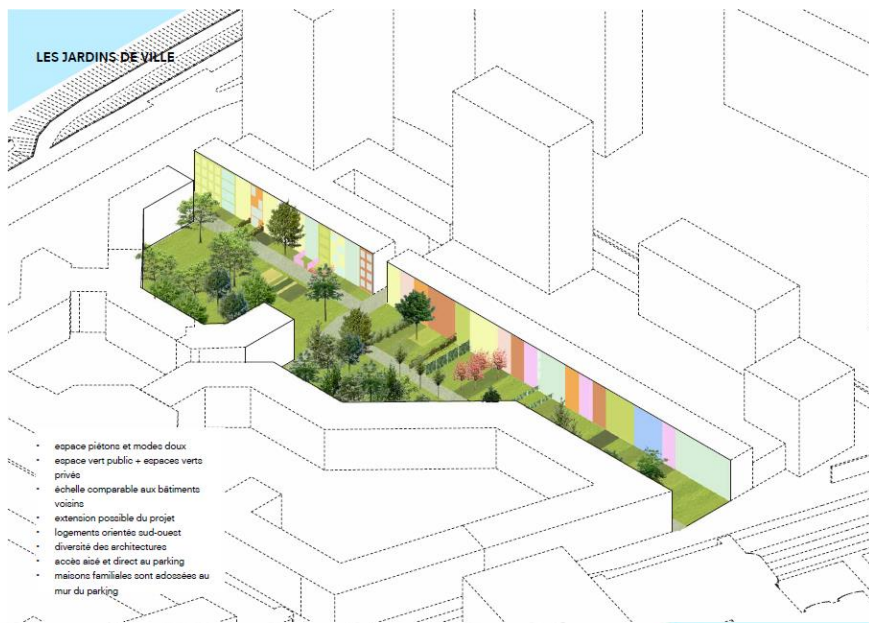 LES JARDINS DE VILLE
- espace piétons et modes doux
- espace vert public + espaces verts
privés
- échelle comparable aux bâtiments
voisins
- extension possible du projet
- logements orientés sud-ouest
- diversité des architectures
- accès aisé et direct au parking
- maisons familiales sont adossées au
mur du parking